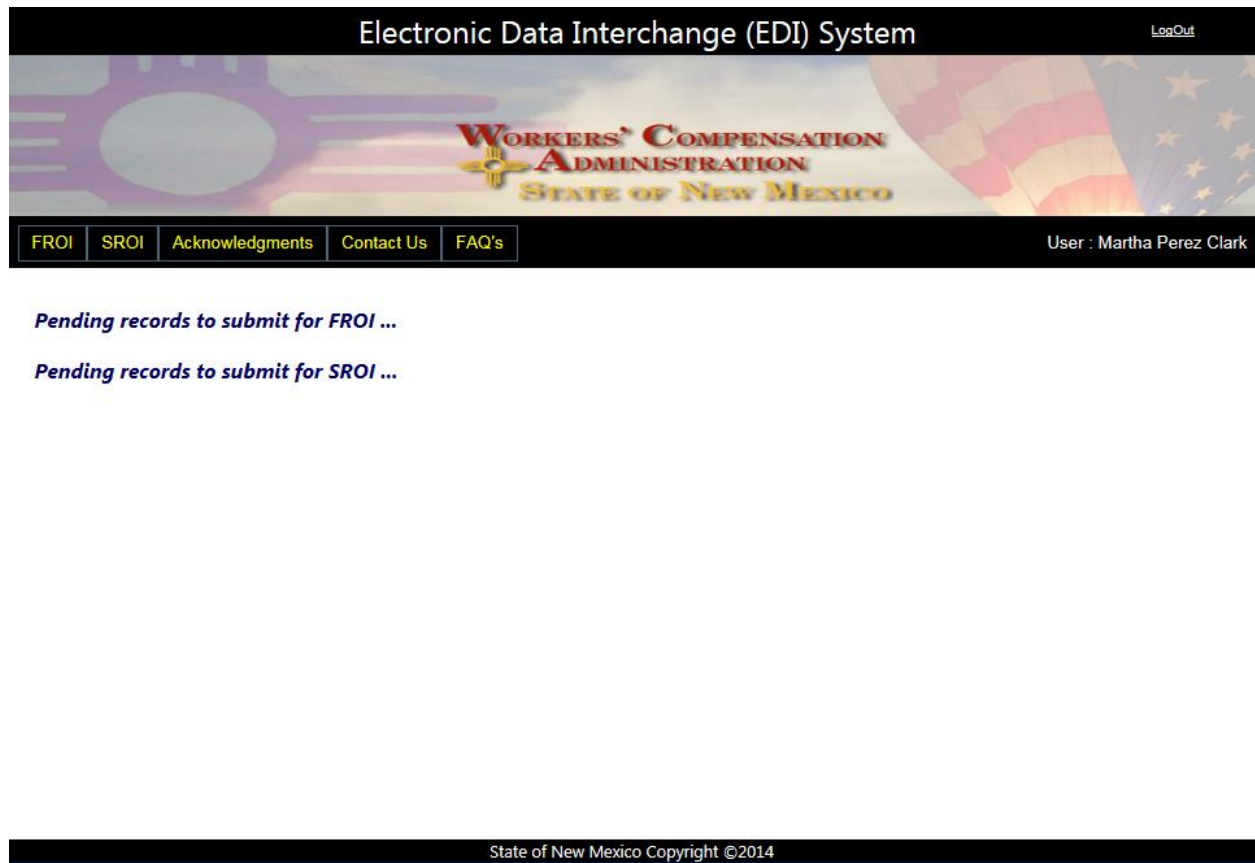 Electronic Data Interchange (EDI) System
LogOut
WORKERS' COMPENSATION
ADMINISTRATION
STATE OF NEW MEXICO
FROI SROI Acknowledgments Contact Us FAQ's
User : Martha Perez Clark
Pending records to submit for FROI ...
Pending records to submit for SROI ...
State of New Mexico Copyright ©2014